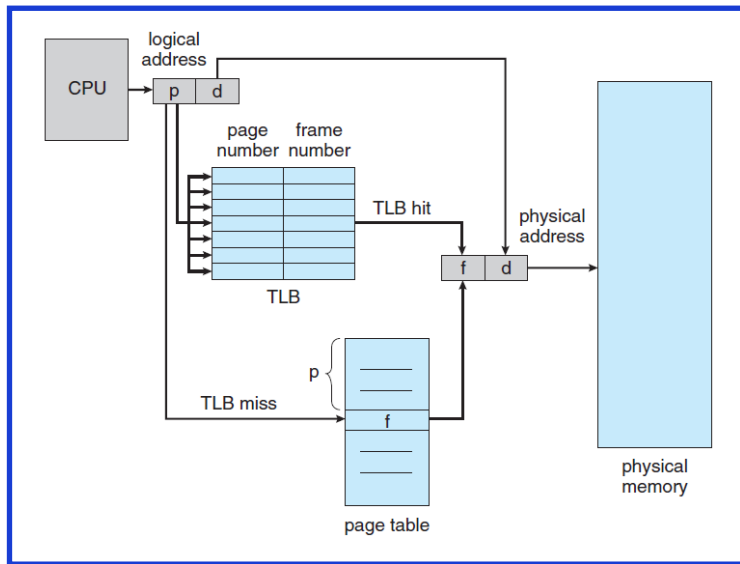 logical
address
CPU
p
d
page
number
frame
number
TLB hit
physical
address
f
d
TLB
p
TLB miss
f
page table
physical
memory